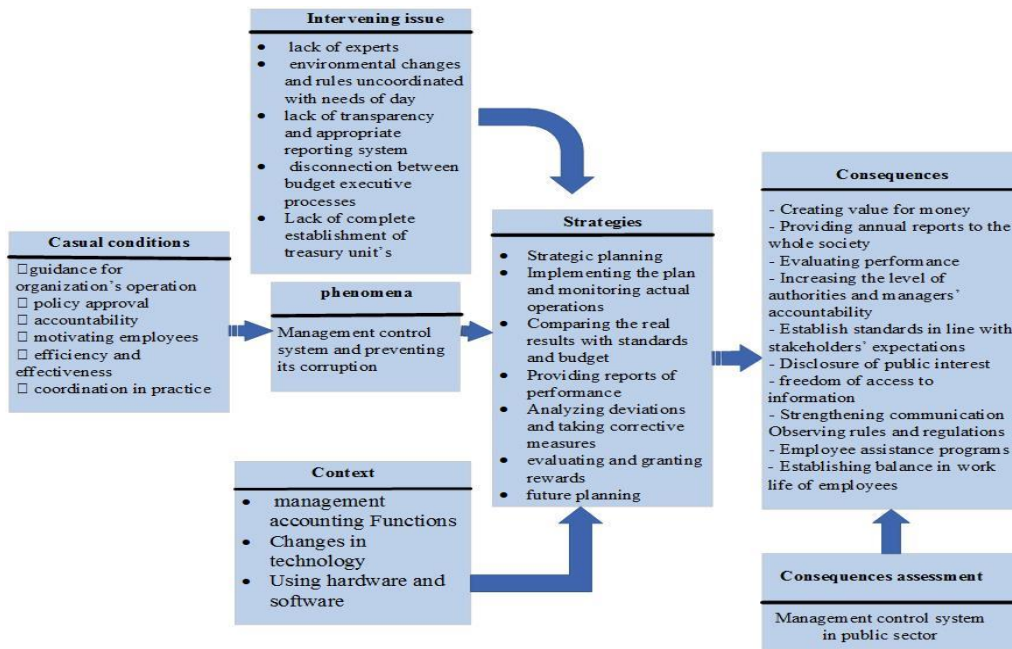 Intervening issue
● lack of experts
● environmental changes
and rules uncoordinated
with needs of day
● lack of transparency
and appropriate
reporting system
● disconnection between
budget executive
processes
● Lack of complete
establishment of
treasury unit's
Casual conditions
□guidance for
organization's operation
□ policy approval
□ accountability
□ motivating employees
□ efficiency and
effectiveness
□ coordination in practice
phenomena
Management control
system and preventing
its corruption
Context
● management
accounting Functions
● Changes in
technology
● Using hardware and
software
Strategies
● Strategic planning
● Implementing the plan
and monitoring actual
operations
● Comparing the real
results with standards
and budget
● Providing reports of
performance
● Analyzing deviations
and taking corrective
measures
● evaluating and granting
rewards
● future planning
Consequences
- Creating value for money
- Providing annual reports to the
whole society
- Evaluating performance
- Increasing the level of
authorities and managers'
accountability
- Establish standards in line with
stakeholders' expectations
- Disclosure of public interest
- freedom of access to
information
- Strengthening communication
Observing rules and regulations
- Employee assistance programs
- Establishing balance in work
life of employees
Consequences assessment
Management control system
in public sector